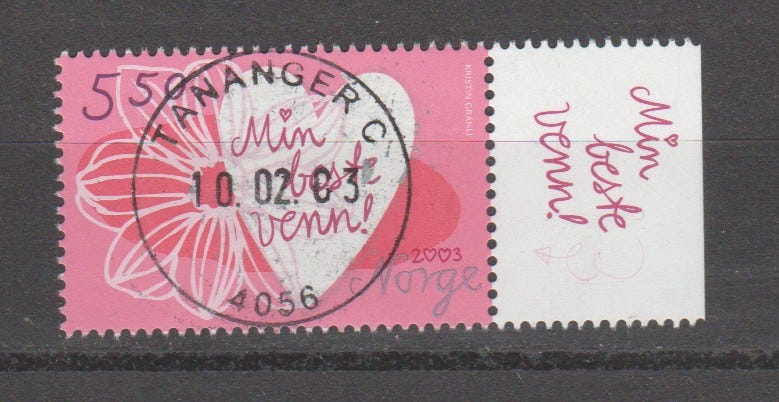 5 50
TANANGER C
KRISTIN GRANLI
Min
beste
venn!
10.02.03
2003
Norge
4056
Min
beste
venn!